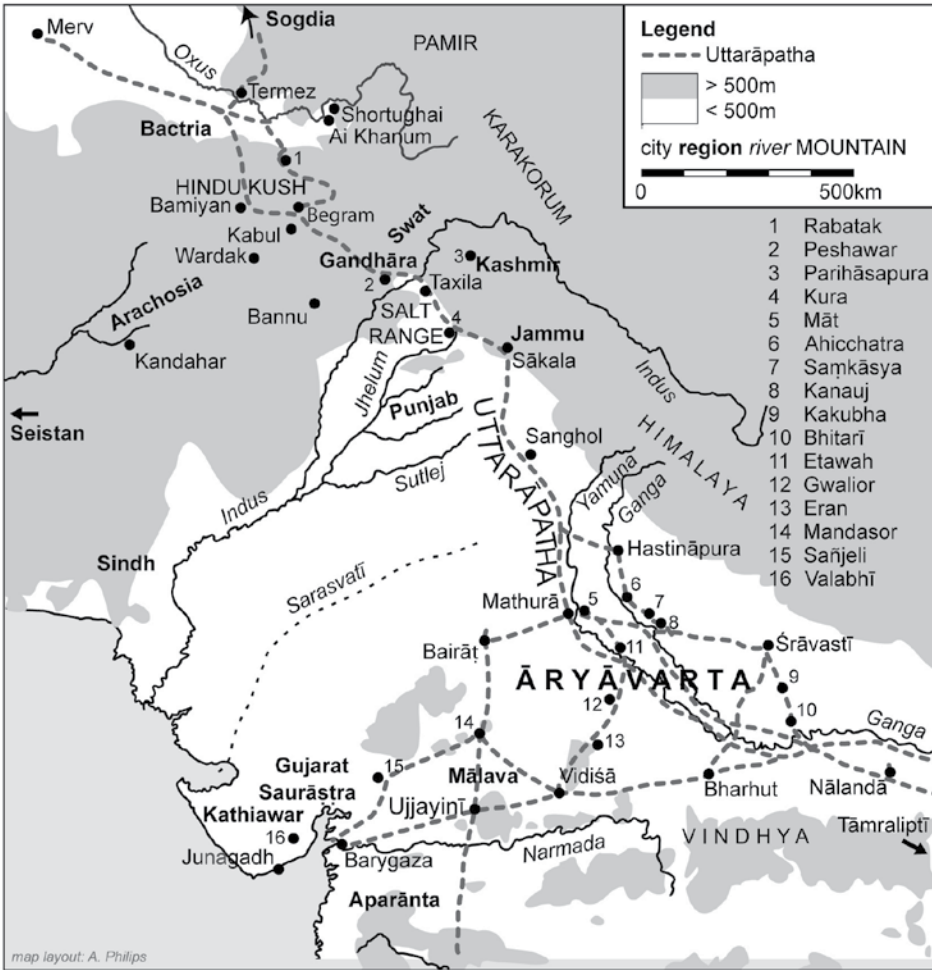 Sogdia
Merv
PAMIR
Oxus
Termez
Shortughai
Ai Khanum
Bactria
KARAKORUM
1
HINDU KUSH
Bamiyan
Begram
Kabul
Swat
Wardak
Gandhāra
3
Kashmir
2
Taxila
Arachosia
Bannu
SALT
RANGE
4
Jammu
Sākala
Kandahar
Jhelum
Punjab
Indus
Seistan
UTTARĀPATHA
Sanghol
HIMALAYA
Sutlej
Indus
Yamuna
Ganga
Hastināpura
Sindh
Sarasvatī
6
7
8
Mathurā
5
Bairāṭ
11
Śrāvastī
ĀRYĀVARTA
9
12
10
14
13
Ganga
Gujarat
15
Saurāstra
Mālava
Vidiśā
Kathiawar
Ujjayinī
Bharhut
Nālandā
16
Tāmraliptī
Junagadh
Barygaza
Narmada
VINDHYA
Aparānta
map layout: A. Philips
Legend
Uttarāpatha
> 500m
< 500m
city region river MOUNTAIN
0 500km
1 Rabatak
2 Peshawar
3 Parihāsapura
4 Kura
5 Māt
6 Ahicchatra
7 Saṃkāsya
8 Kanauj
9 Kakubha
10 Bhitarī
11 Etawah
12 Gwalior
13 Eran
14 Mandasor
15 Sañjeli
16 Valabhī